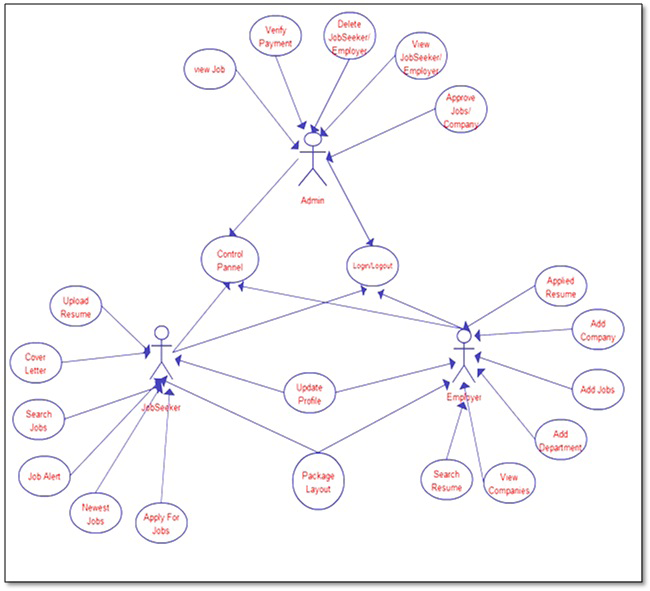 Verify
Payment
Delete
JobSeeker/
Employer
View
JobSeeker/
Employer
view Job
Approve
Jobs/
Company
Admin
Control
Pannel
Login/Logout
Upload
Resume
Applied
Resume
Add
Company
Cover
Letter
JobSeeker
Employer
Update
Profile
Add Jobs
Search
Jobs
Add
Department
Job Alert
Package
Layout
Search
Resume
View
Companies
Newest
Jobs
Apply For
Jobs